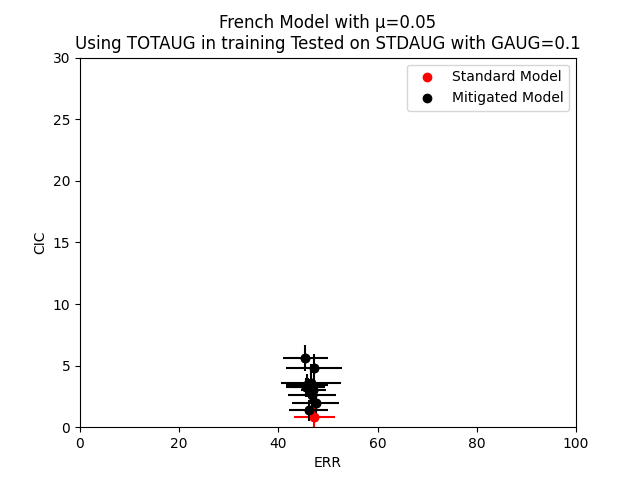 French Model with μ=0.05
Using TOTAUG in training Tested on STDAUG with GAUG=0.1
Standard Model
Mitigated Model
30
25
20
15
10
5
0
CIC
0 20 40 60 80 100
ERR